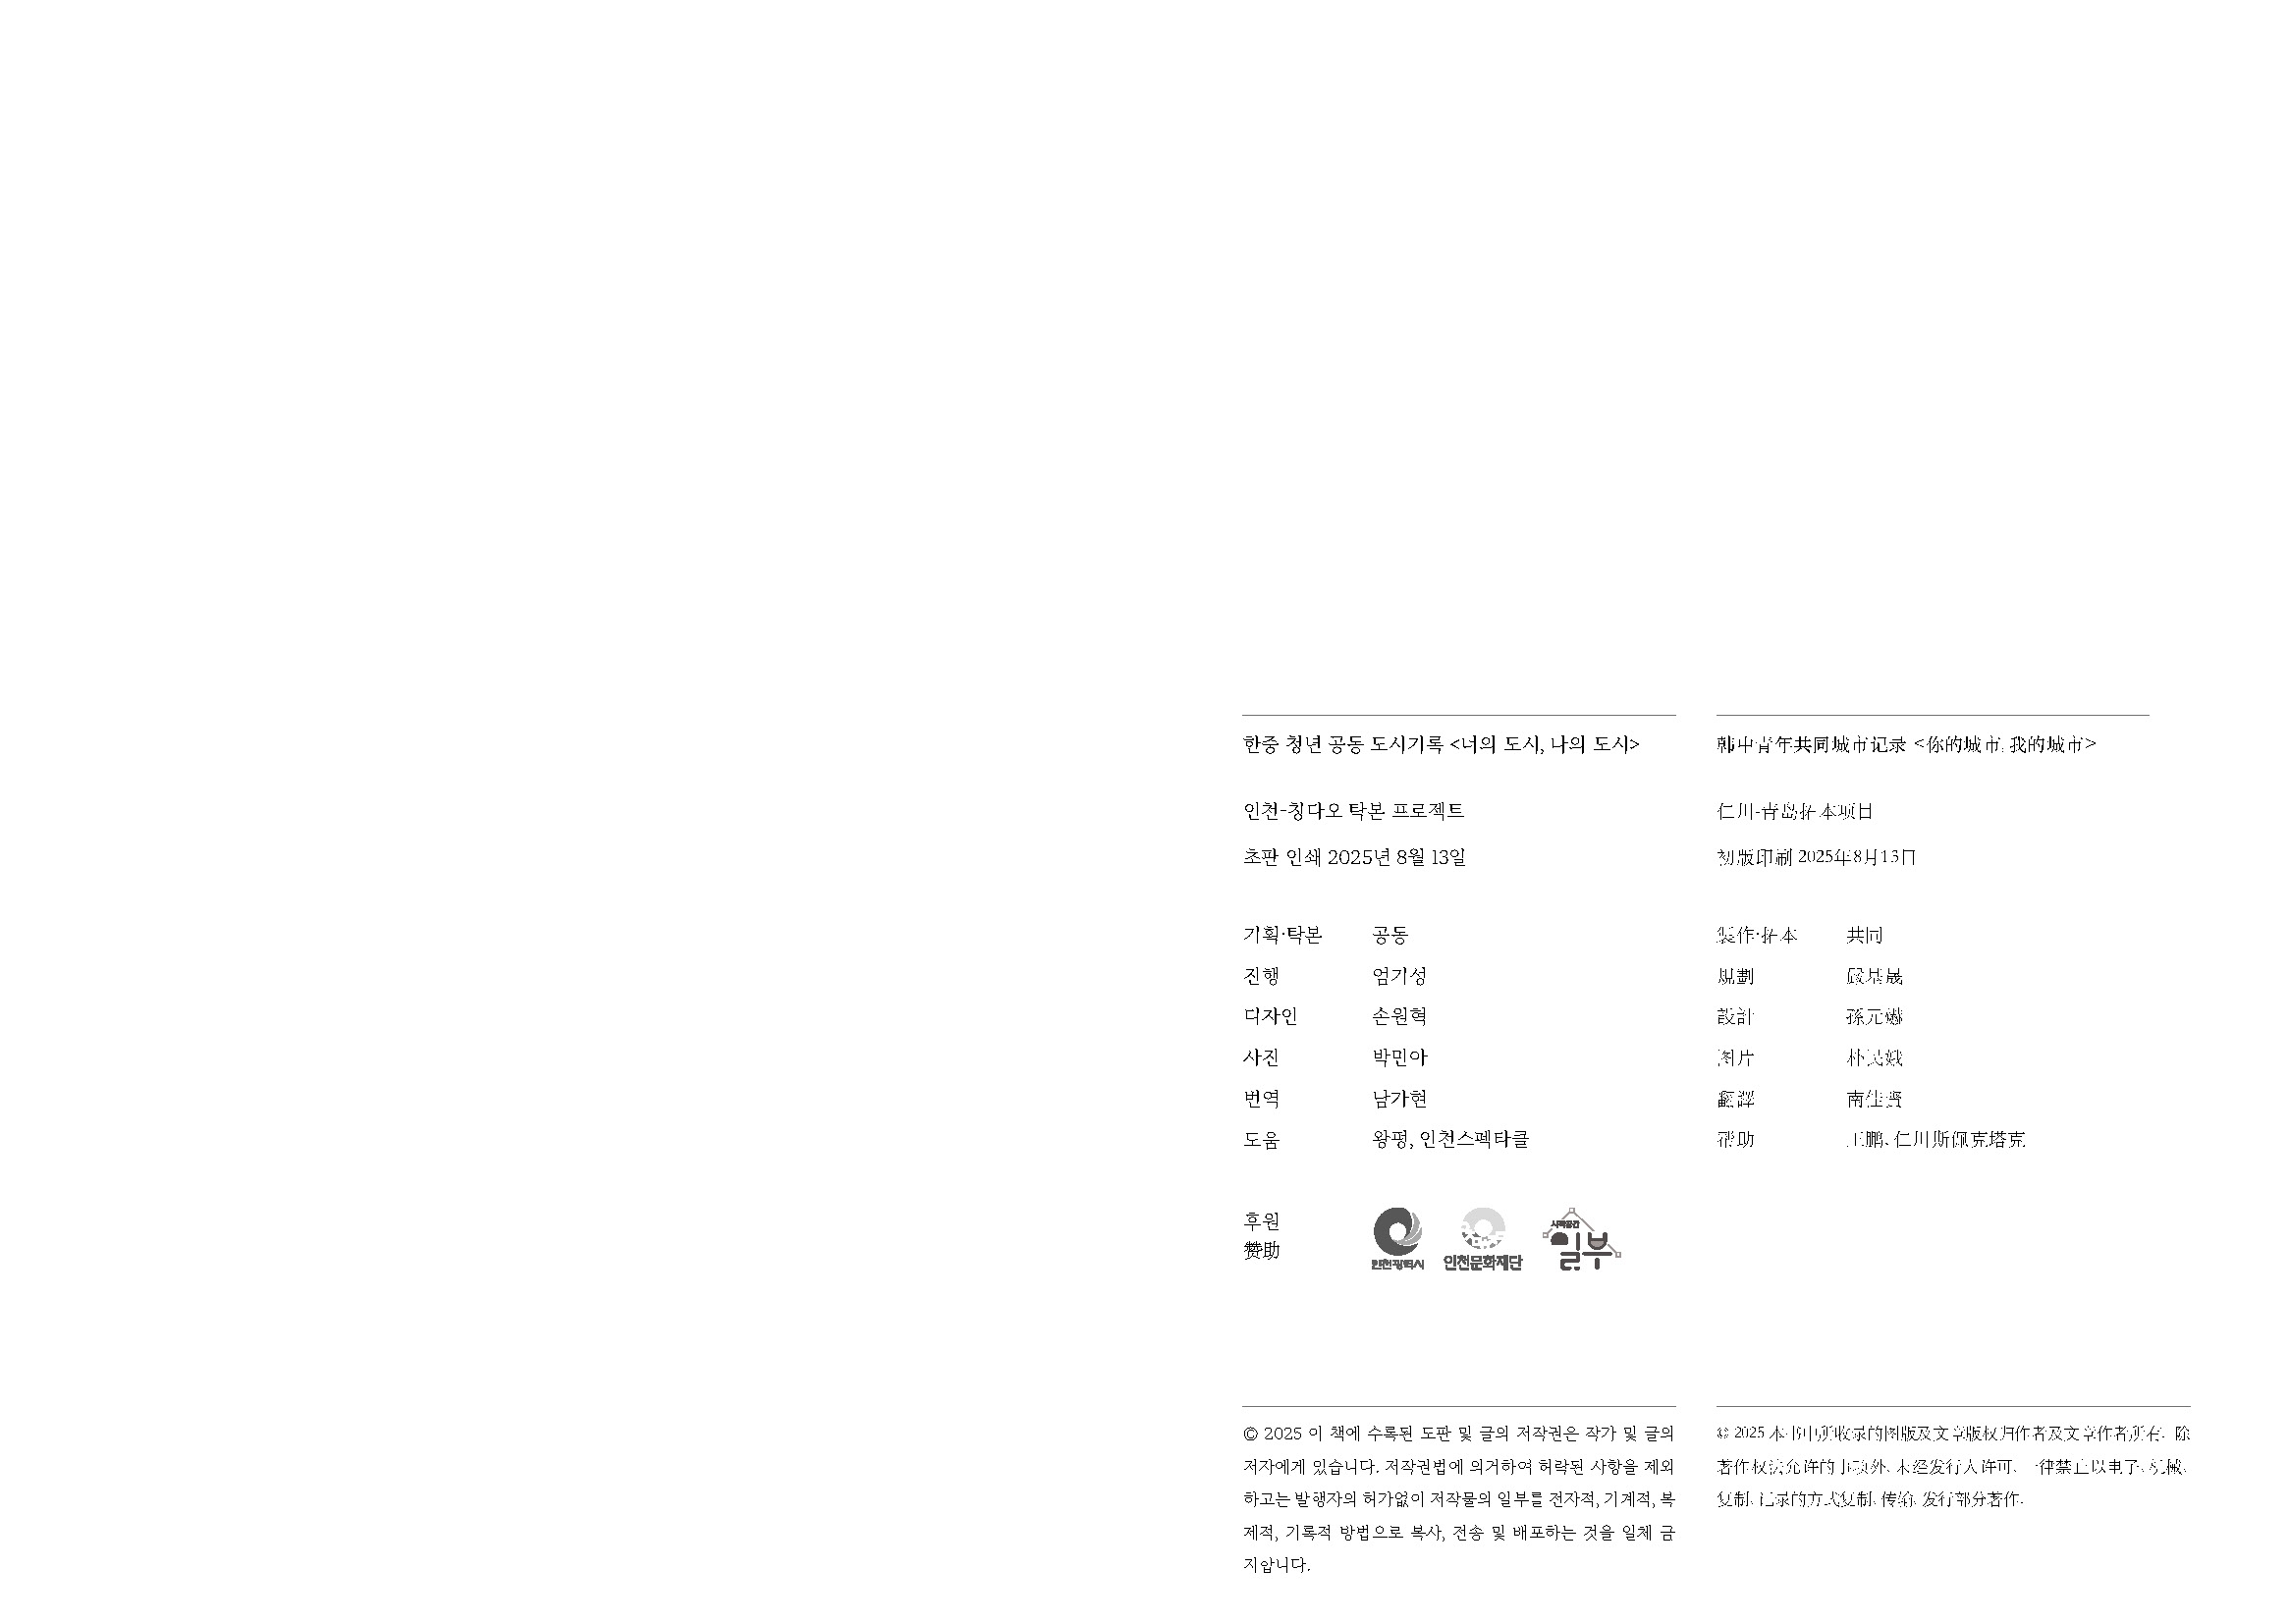 한중 청년 공동 도시기록 <너의 도시, 나의 도시>
인천-칭다오 탁본 프로젝트
초판 인쇄 2025년 8월 13일
기획·탁본 공동
진행 엄기성
디자인 손원혁
사진 박민아
번역 남가현
도움 왕평, 인천스펙타클
후원
赞助
인천광역시
인천문화재단
시작공간
일부
© 2025 이 책에 수록된 도판 및 글의 저작권은 작가 및 글의
저자에게 있습니다. 저작권법에 의거하여 허락된 사항을 제외
하고는 발행자의 허가없이 저작물의 일부를 전자적, 기계적, 복
제적, 기록적 방법으로 복사, 전송 및 배포하는 것을 일체 금
지합니다.
韩中青年共同城市记录 <你的城市, 我的城市>
仁川-青岛拓本项目
初版印刷 2025年8月13日
製作·拓本 共同
規劃 嚴基晟
設計 孫元
图片 朴民娥
翻譯 南佳
帮助 王鹏、仁川斯佩克塔克
© 2025 本书中所收录的图版及文章版权归作者及文章作者所有. 除
著作权法允许的事项外、未经发行人许可、一律禁止以电子、机械、
复制、记录的方式复制、传输、发行部分著作.